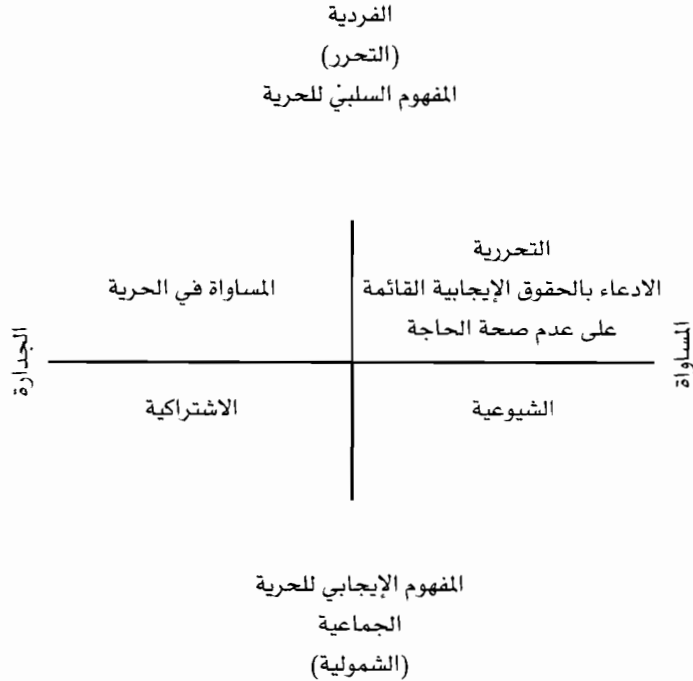 الفردية
(التحرر)
المفهوم السلبيّ للحرية
التحررية
الادعاء بالحقوق الإيجابية القائمة
على عدم صحة الحاجة
المساواة في الحرية
المساواة
الجدارة
الشيوعية
الاشتراكية
المفهوم الإيجابي للحرية
الجماعية
(الشمولية)